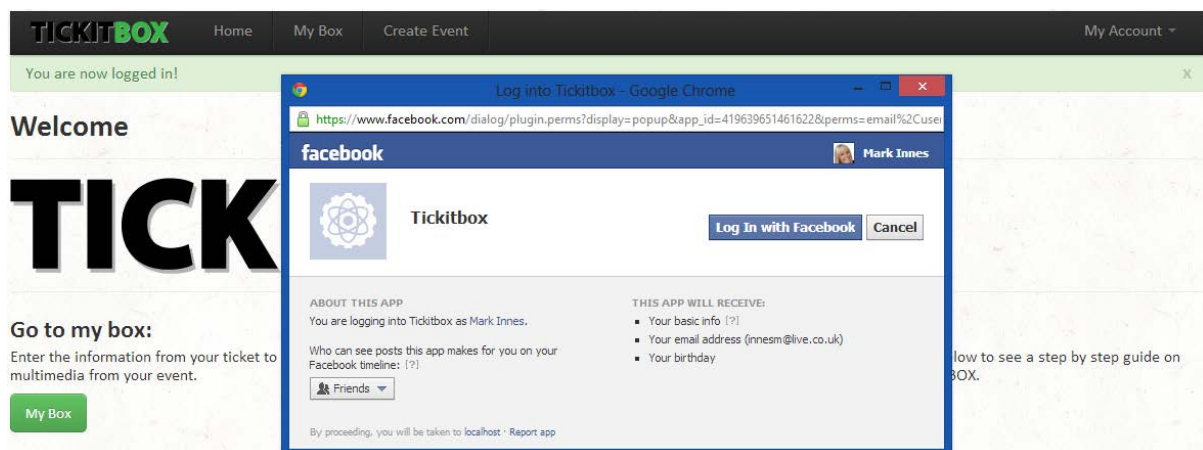 TICKITBOX Home My Box Create Event My Account
You are now logged in! X
Log into Tickitbox - Google Chrome
https://www.facebook.com/dialog/plugin.perms?display=popup&app_id=419639651461622&perms=email%2Cuser
Welcome
facebook Mark Innes
TICK
Tickitbox Log In with Facebook Cancel
ABOUT THIS APP
You are logging into Tickitbox as Mark Innes.
Who can see posts this app makes for you on your
Facebook timeline: [?]
Friends
THIS APP WILL RECEIVE:
Your basic info [?]
Your email address (innesm@live.co.uk)
Your birthday
By proceeding, you will be taken to localhost · Report app
Go to my box:
Enter the information from your ticket to
multimedia from your event.
My Box
low to see a step by step guide on
BOX.